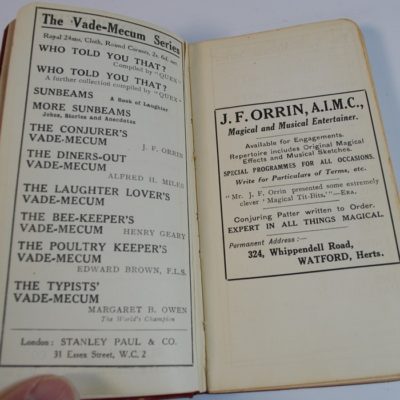 The Vade-Mecum Series
Royal 24mo, Cloth, Round Corners, 2s. 6d. net.
WHO TOLD YOU THAT?
Compiled by "QUEX"
WHO TOLD YOU THAT?
A further collection compiled by "QUEX"
SUNBEAMS
A Book of Laughter
MORE SUNBEAMS
Jokes, Stories and Anecdotes
THE CONJURER'S
VADE-MECUM
J. F. ORRIN
THE DINERS-OUT
VADE-MECUM
ALFRED H. MILES
THE LAUGHTER LOVER'S
VADE-MECUM
THE BEE-KEEPER'S
VADE-MECUM
HENRY GEARY
THE POULTRY KEEPER'S
VADE-MECUM
EDWARD BROWN, F.L.S.
THE TYPISTS'
VADE-MECUM
MARGARET B. OWEN
The World's Champion
London: STANLEY PAUL & CO.
31 Essex Street, W.C. 2
J. F. ORRIN, A.I.M.C.,
Magical and Musical Entertainer.
Available for Engagements.
Repertoire includes Original Magical
Effects and Musical Sketches.
SPECIAL PROGRAMMES FOR ALL OCCASIONS.
Write for Particulars of Terms, etc.
"Mr. J. F. Orrin presented some extremely
clever 'Magical Tit-Bits.'"—Era.
Conjuring Patter written to Order.
EXPERT IN ALL THINGS MAGICAL.
Permanent Address:—
324, Whippendell Road,
WATFORD, Herts.